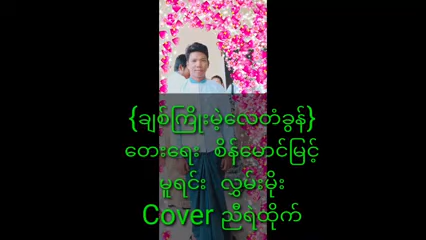 {ချစ်ကြိုးမဲ့လေတံခွန်}
တေးရေး စိန်မောင်မြင့်
မူရင်း လွှမ်းမိုး
Cover ညီရဲထိုက်